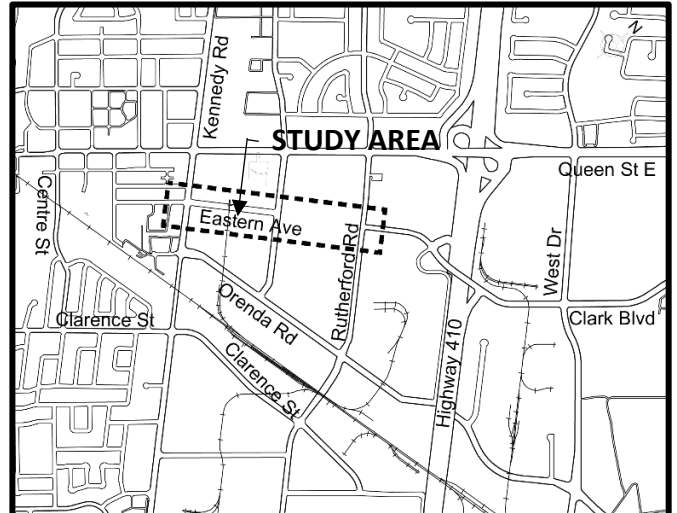 N
Kennedy Rd
STUDY AREA
Queen St E
Centre St
Eastern Ave
Rutherford Rd
West Dr
Orenda Rd
Clarence St
Clark Blvd
Highway 410
Clarence St